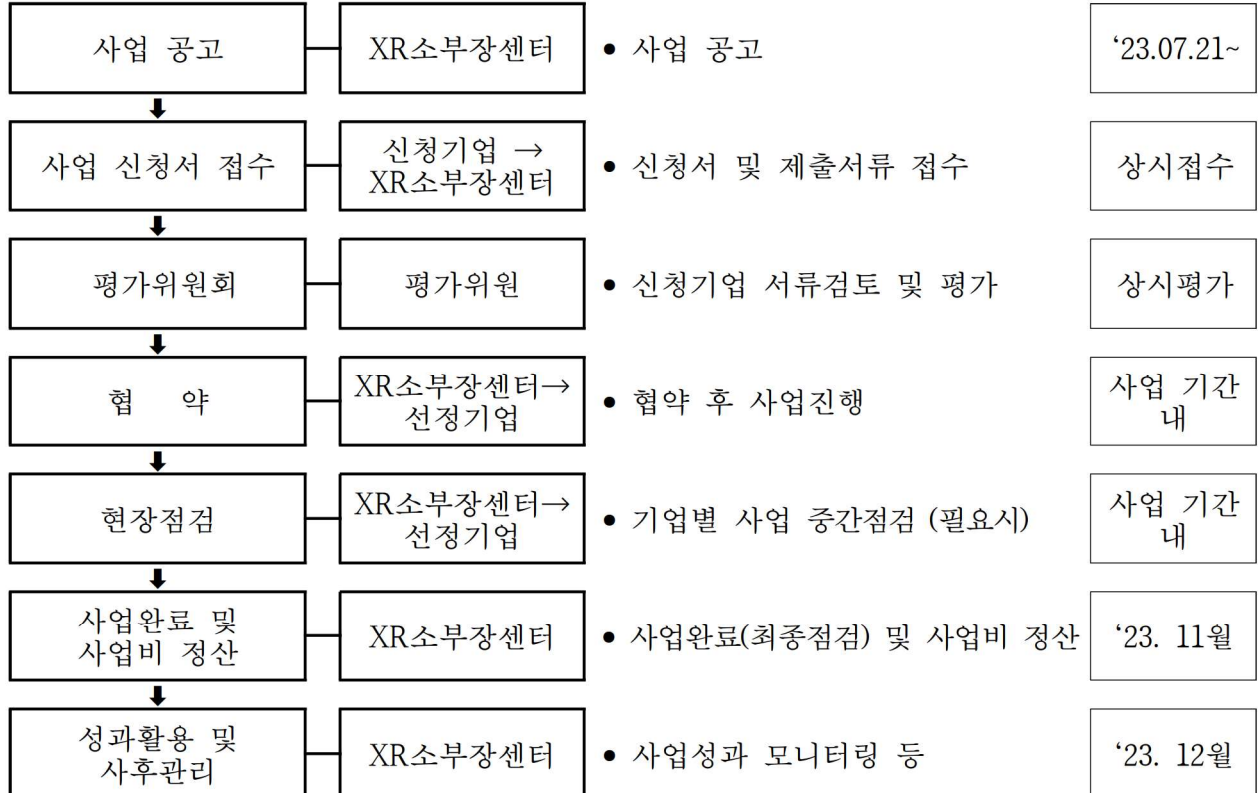 사업 공고
XR소부장센터
• 사업 공고
‘23.07.21~
사업 신청서 접수
신청기업 →
XR소부장센터
• 신청서 및 제출서류 접수
상시접수
평가위원회
평가위원
• 신청기업 서류검토 및 평가
상시평가
협 약
XR소부장센터→
선정기업
• 협약 후 사업진행
사업 기간
내
현장점검
XR소부장센터→
선정기업
• 기업별 사업 중간점검 (필요시)
사업 기간
내
사업완료 및
사업비 정산
XR소부장센터
• 사업완료(최종점검) 및 사업비 정산
‘23. 11월
성과활용 및
사후관리
XR소부장센터
• 사업성과 모니터링 등
‘23. 12월